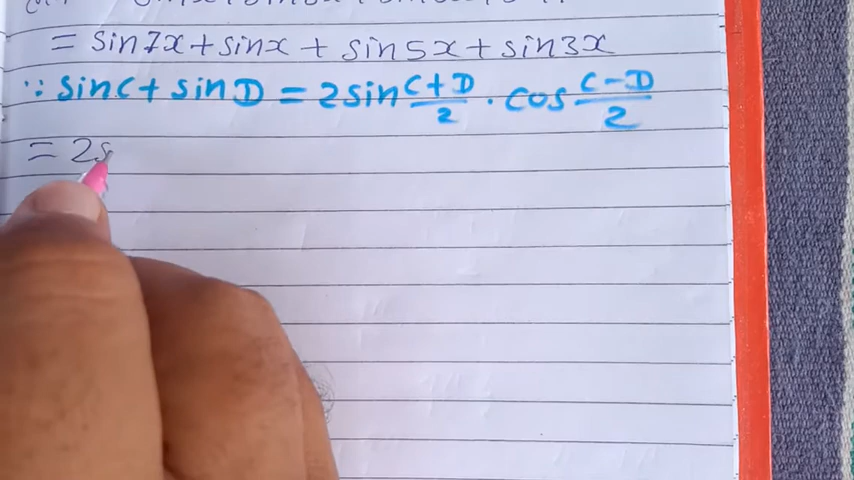 = sin7x + sinx + sin5x + sin3x
∵ sinC + sinD = 2sin (C+D)/2 · cos (C-D)/2
= 2s